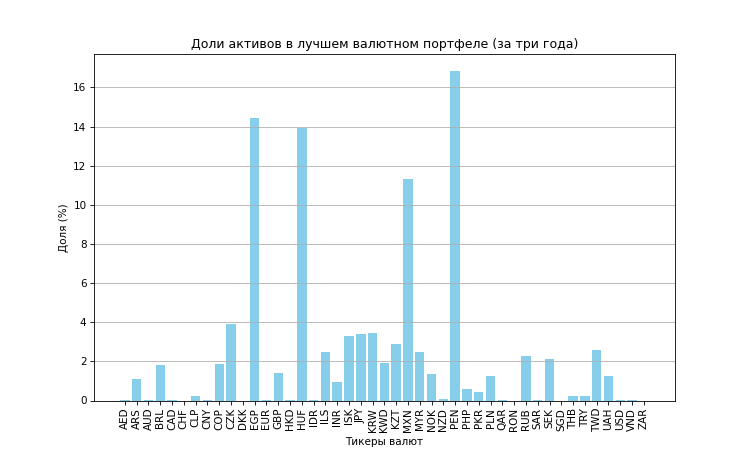 Доли активов в лучшем валютном портфеле (за три года)
Доля (%)
16
14
12
10
8
6
4
2
0
AED ARS AUD BRL CAD CHF CLP CNY COP CZK DKK EGP EUR GBP HKD HUF IDR ILS INR ISK JPY KRW KWD KZT MXN MYR NOK NZD PEN PHP PKR PLN QAR RON RUB SAR SEK SGD THB TRY TWD UAH USD VND ZAR
Тикеры валют